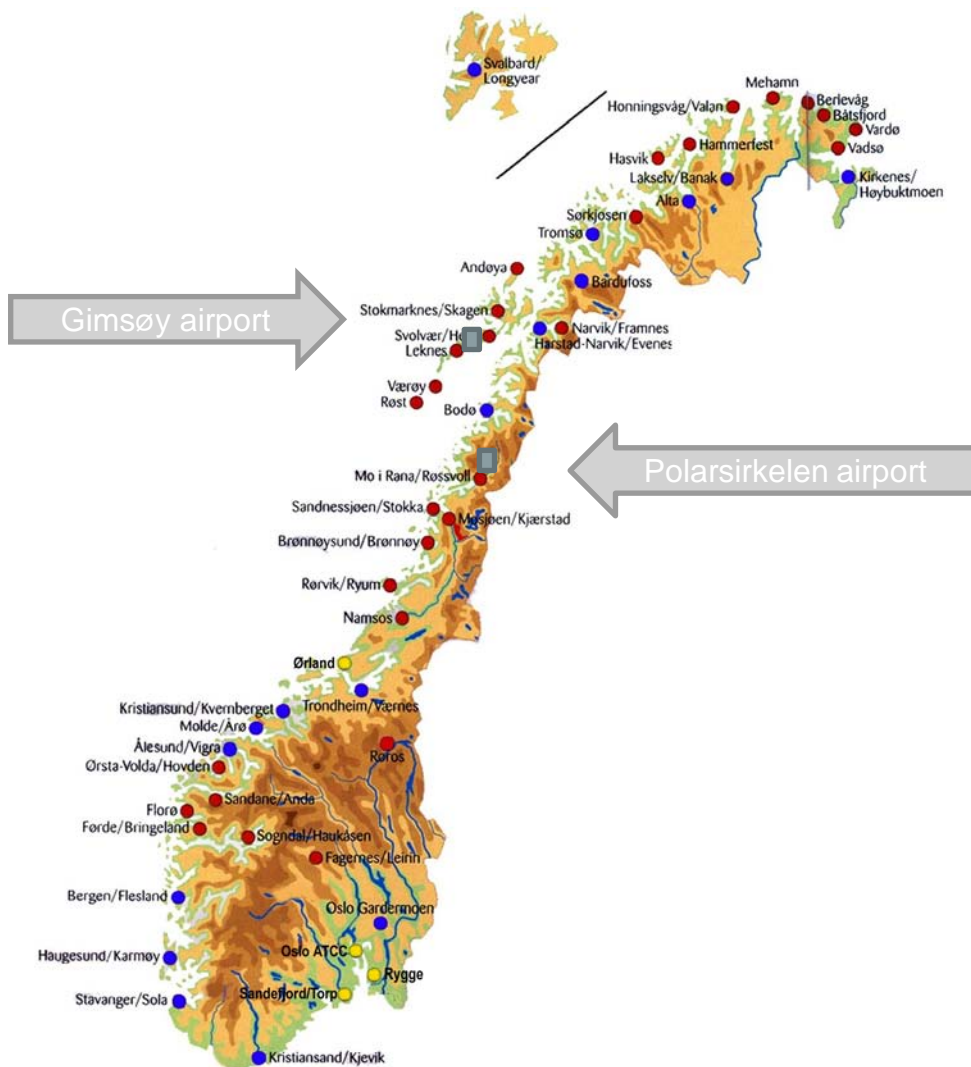 Svalbard/
Longyear
Mehamn
Honningsvåg/Valan
Berlevåg
Båtsfjord
Vardø
Hammerfest
Vadsø
Hasvik
Lakselv/Banak
Kirkenes/
Høybuktmoen
Alta
Sørkjosen
Tromsø
Andøya
Bardufoss
Gimsøy airport
Stokmarknes/Skagen
Svolvær/
Narvik/Framnes
Harstad-Narvik/Evenes
Leknes
Værøy
Røst
Bodø
Polarsirkelen airport
Mo i Rana/Røssvoll
Sandnessjøen/Stokka
Mosjøen/Kjærstad
Brønnøysund/Brønnøy
Rørvik/Ryum
Namsos
Ørland
Trondheim/Værnes
Kristiansund/Kvernberget
Molde/Årø
Ålesund/Vigra
Røros
Ørsta-Volda/Hovden
Sandane/Anda
Florø
Førde/Bringeland
Sogndal/Haukåsen
Fagernes/Leirin
Bergen/Flesland
Oslo Gardermoen
Oslo ATCC
Haugesund/Karmøy
Rygge
Sandefjord/Torp
Stavanger/Sola
Kristiansand/Kjevik